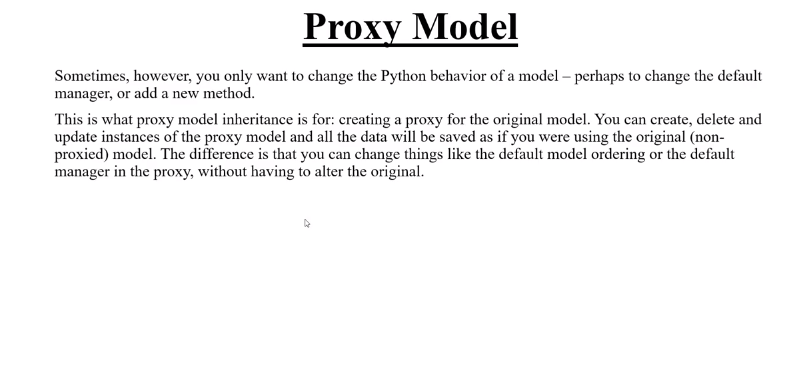 Proxy Model
Sometimes, however, you only want to change the Python behavior of a model – perhaps to change the default
manager, or add a new method.
This is what proxy model inheritance is for: creating a proxy for the original model. You can create, delete and
update instances of the proxy model and all the data will be saved as if you were using the original (non-
proxied) model. The difference is that you can change things like the default model ordering or the default
manager in the proxy, without having to alter the original.